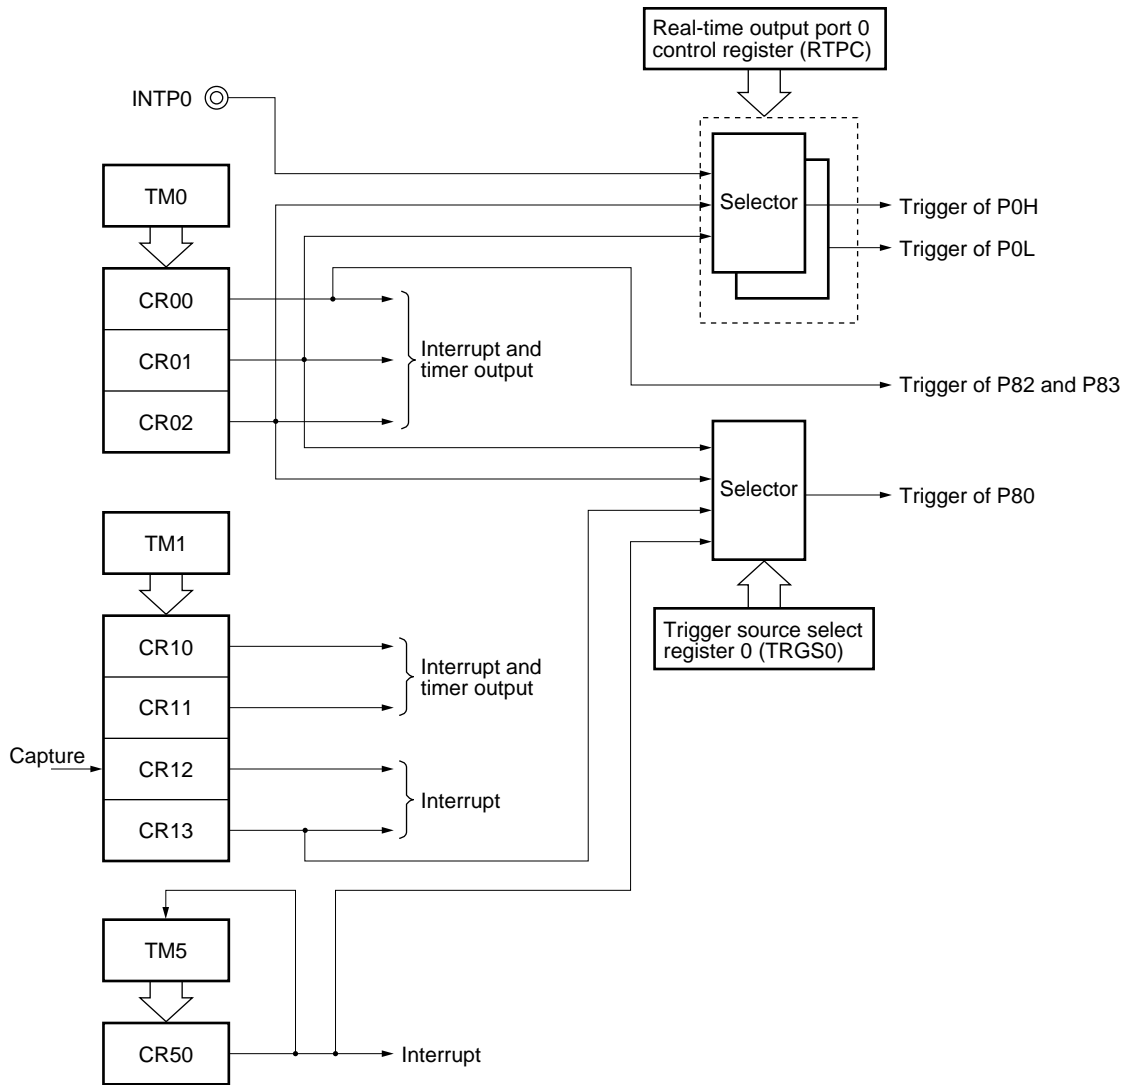 Real-time output port 0
control register (RTPC)
INTP0
TM0
Selector
Trigger of P0H
Trigger of P0L
CR00
CR01
Interrupt and
timer output
Trigger of P82 and P83
CR02
Selector
Trigger of P80
TM1
Trigger source select
register 0 (TRGS0)
CR10
Interrupt and
timer output
CR11
Capture
CR12
Interrupt
CR13
TM5
CR50
Interrupt